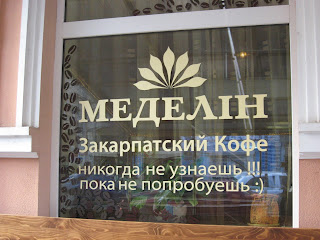 МЕДЕЛІН
Закарпатский Кофе
никогда не узнаешь !!!
пока не попробуешь :)